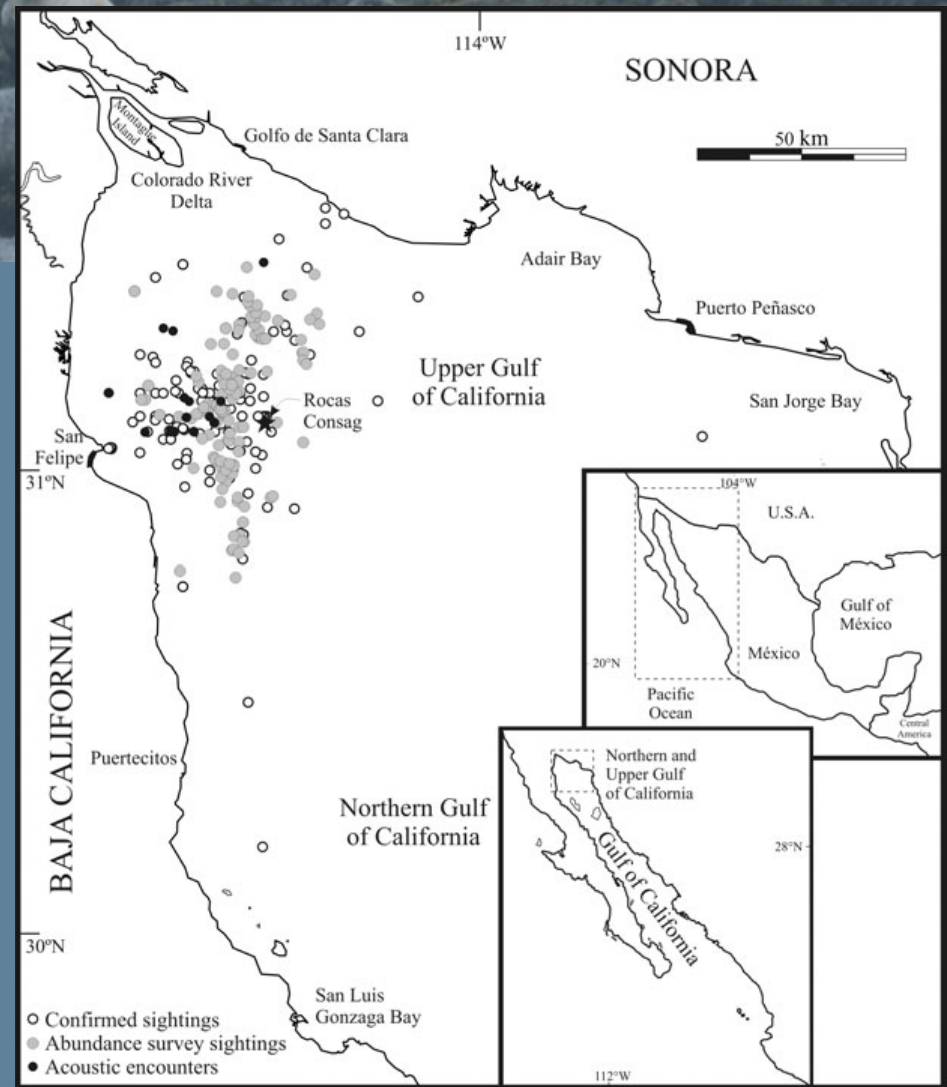 114ºW
SONORA
50 km
Montague
Island
Golfo de Santa Clara
Colorado River
Delta
Adair Bay
Puerto Peñasco
Upper Gulf
of California
Rocas
Consag
San Jorge Bay
San
Felipe
31ºN
104°W
U.S.A.
Gulf of
México
México
20°N
Pacific
Ocean
Central
America
BAJA CALIFORNIA
Puertecitos
Northern Gulf
of California
Northern and
Upper Gulf
of California
28°N
Gulf of California
30ºN
San Luis
Gonzaga Bay
Confirmed sightings
Abundance survey sightings
Acoustic encounters
112°W